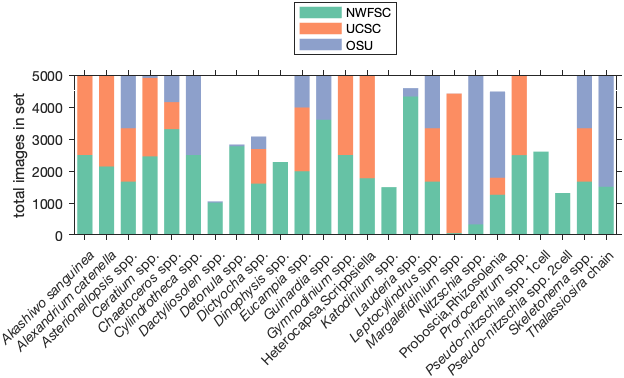 NWFSC
UCSC
OSU
total images in set
5000
4000
3000
2000
1000
0
Akashiwo sanguinea
Alexandrium catenella
Asterionellopsis spp.
Ceratium spp.
Chaetoceros spp.
Cylindrotheca spp.
Dactyliosolen spp.
Detonula spp.
Dictyocha spp.
Dinophysis spp.
Eucampia spp.
Guinardia spp.
Gymnodinium spp.
Heterocapsa,Scrippsiella
Katodinium spp.
Lauderia spp.
Leptocylindrus spp.
Margalefidinium spp.
Nitzschia spp.
Proboscia,Rhizosolenia
Prorocentrum spp.
Pseudo-nitzschia spp. 1cell
Pseudo-nitzschia spp. 2cell
Skeletonema spp.
Thalassiosira chain